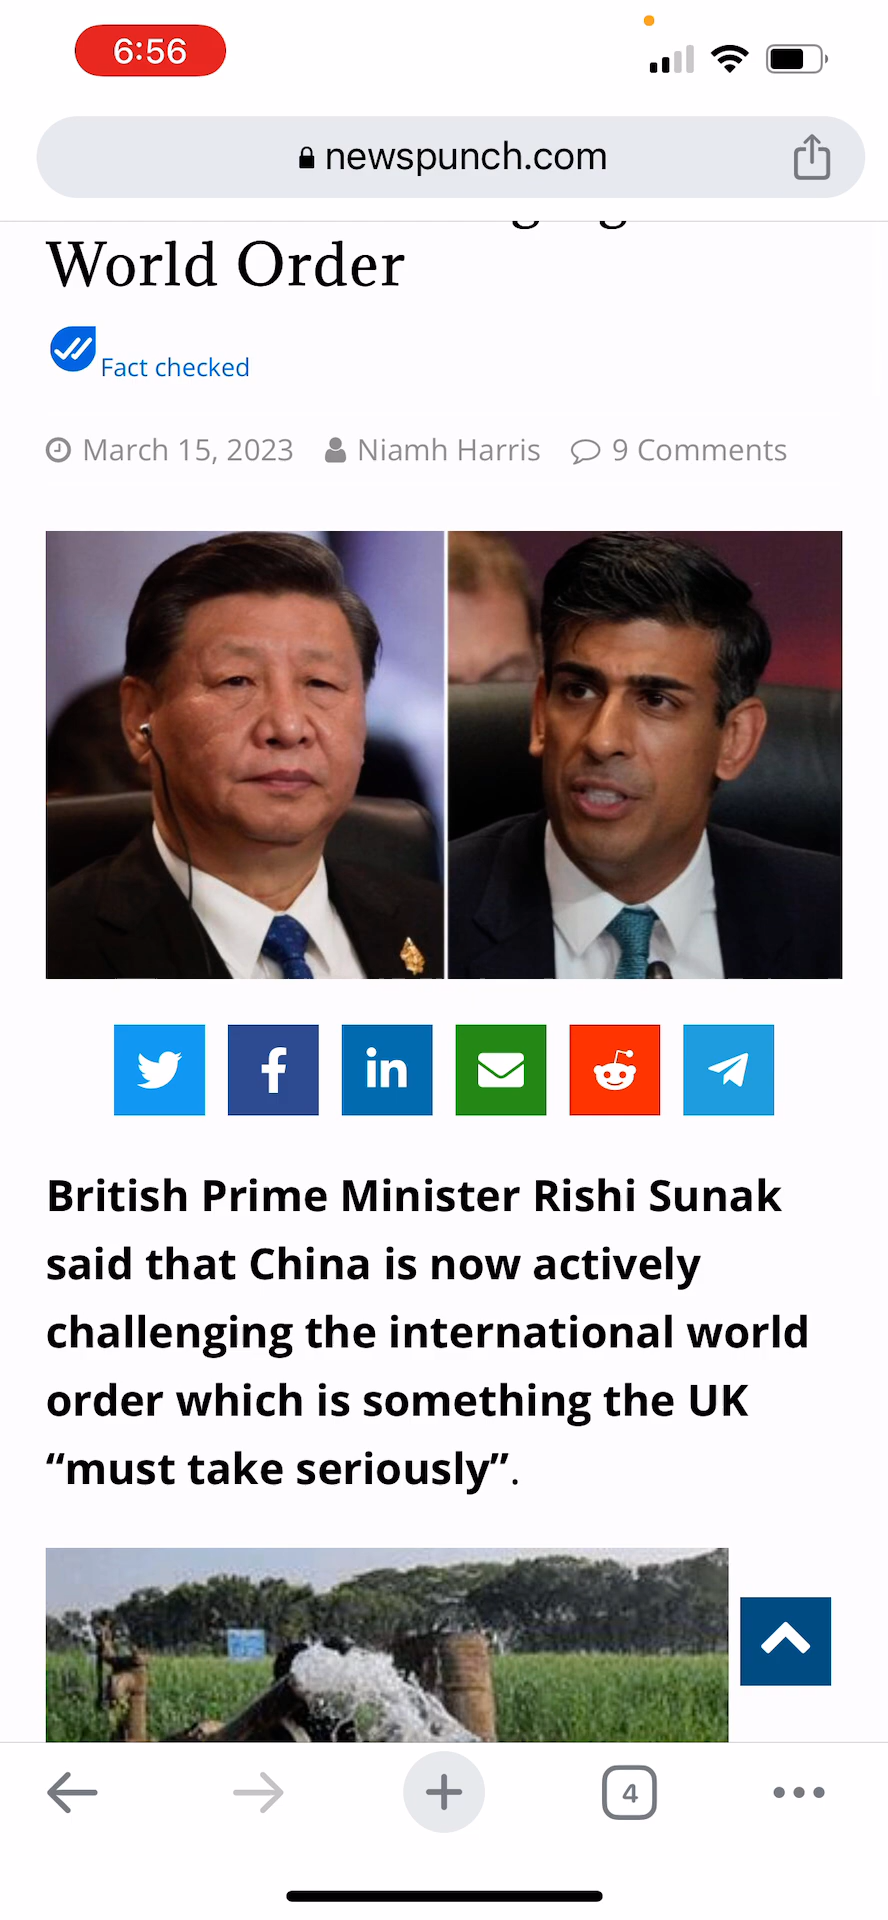 6:56
newspunch.com
World Order
Fact checked
March 15, 2023 Niamh Harris 9 Comments
British Prime Minister Rishi Sunak
said that China is now actively
challenging the international world
order which is something the UK
“must take seriously”.
4